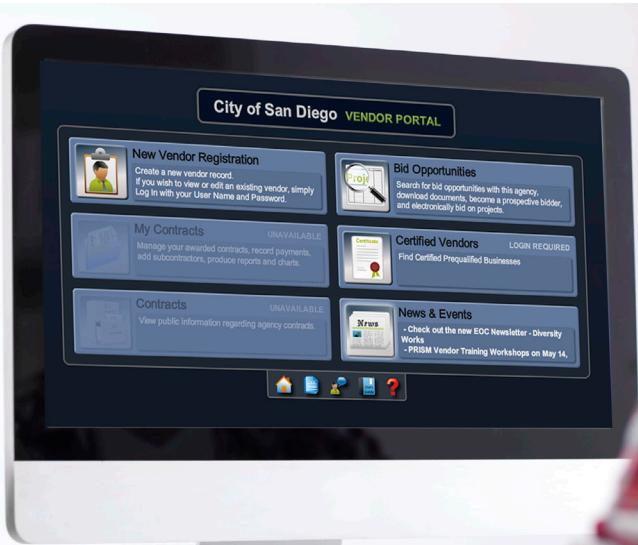 City of San Diego VENDOR PORTAL
New Vendor Registration
Create a new vendor record.
If you wish to view or edit an existing vendor, simply
Log In with your User Name and Password.
Bid Opportunities
Search for bid opportunities with this agency,
download documents, become a prospective bidder,
and electronically bid on projects.
Proj
My Contracts UNAVAILABLE
Manage your awarded contracts, record payments,
add subcontractors, produce reports and charts.
Certified Vendors LOGIN REQUIRED
Find Certified Prequalified Businesses
Certificate
Contracts UNAVAILABLE
View public information regarding agency contracts.
News & Events
- Check out the new EOC Newsletter - Diversity
Works
- PRISM Vendor Training Workshops on May 14,
News
?